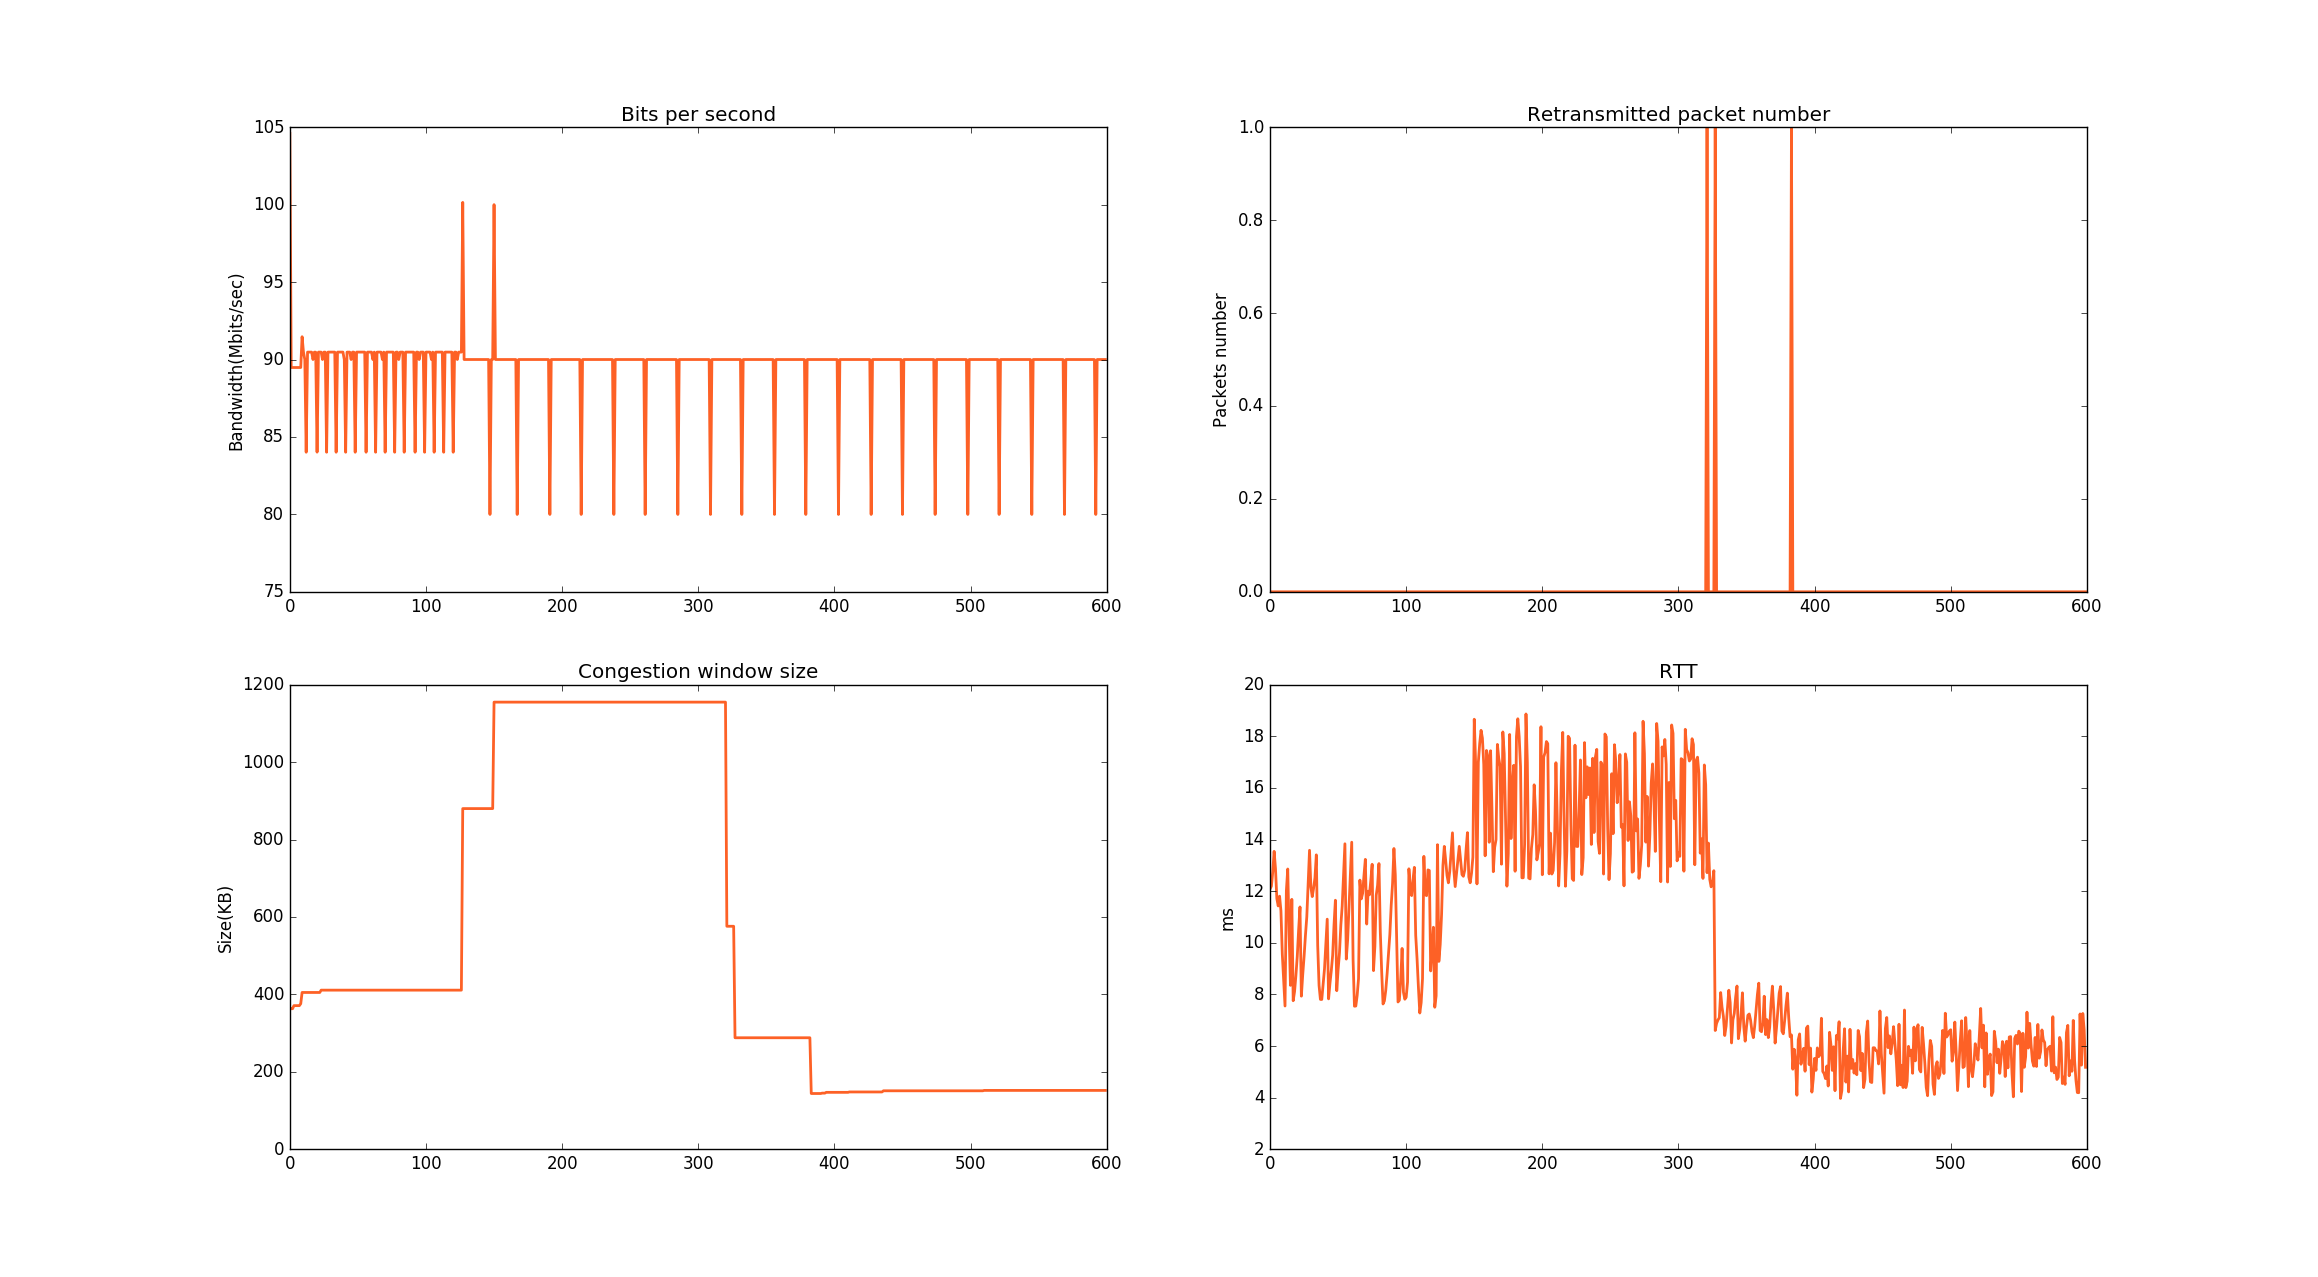 Bits per second
105
100
95
90
85
80
75
Bandwidth(Mbits/sec)
0 100 200 300 400 500 600
Retransmitted packet number
1.0
0.8
0.6
0.4
0.2
0.0
Packets number
0 100 200 300 400 500 600
Congestion window size
1200
1000
800
600
400
200
0
Size(KB)
0 100 200 300 400 500 600
RTT
20
18
16
14
12
10
8
6
4
2
ms
0 100 200 300 400 500 600